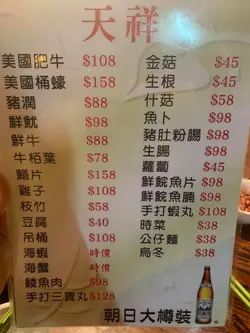 天祥
美國肥牛 $108
美國桶蠔 $158
豬潤 $88
鮮魷 $98
鮮牛 $88
牛栢葉 $78
鱔片 $158
雞子 $108
枝竹 $58
豆腐 $40
吊桶 $108
海蝦 時價
海蟹 時價
鯪魚肉 $98
手打三寶丸 $128
金菇 $45
生根 $45
什菇 $58
魚卜 $98
豬肚粉腸 $98
生腸 $98
蘿蔔 $45
鮮鯇魚片 $98
鮮鯇魚腩 $98
手打蝦丸 $108
時菜 $38
公仔麵 $38
烏冬 $38
朝日大樽裝